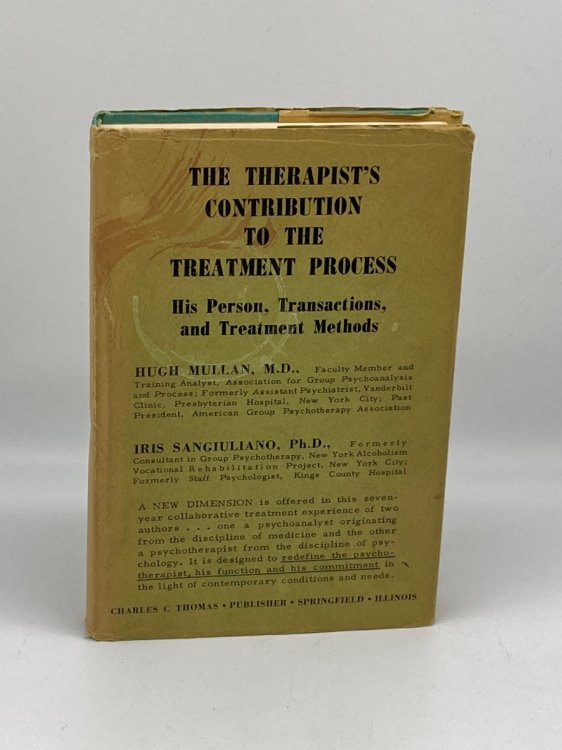 THE THERAPIST'S
CONTRIBUTION
TO THE
TREATMENT PROCESS
His Person, Transactions,
and Treatment Methods
HUGH MULLAN, M.D., Faculty Member and
Training Analyst, Association for Group Psychoanalysis
and Process; Formerly Assistant Psychiatrist, Vanderbilt
Clinic, Presbyterian Hospital, New York City; Past
President, American Group Psychotherapy Association
IRIS SANGIULIANO, Ph.D., Formerly
Consultant in Group Psychotherapy, New York Alcoholism
Vocational Rehabilitation Project, New York City;
Formerly Staff Psychologist, Kings County Hospital
A NEW DIMENSION is offered in this seven-
year collaborative treatment experience of two
authors . . . one a psychoanalyst originating
from the discipline of medicine and the other
a psychotherapist from the discipline of psy-
chology. It is designed to redefine the psycho-
therapist, his function and his commitment in
the light of contemporary conditions and needs.
CHARLES C THOMAS • PUBLISHER • SPRINGFIELD • ILLINOIS